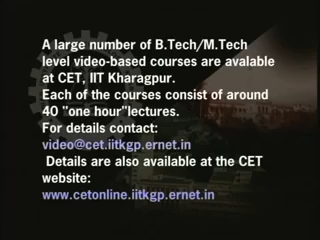 A large number of B.Tech/M.Tech
level video-based courses are avalable
at CET, IIT Kharagpur.
Each of the courses consist of around
40 "one hour"lectures.
For details contact:
video@cet.iitkgp.ernet.in
Details are also available at the CET
website:
www.cetonline.iitkgp.ernet.in